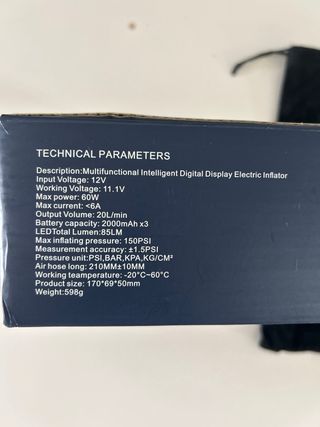 TECHNICAL PARAMETERS
Description:Multifunctional Intelligent Digital Display Electric Inflator
Input Voltage: 12V
Working Voltage: 11.1V
Max power: 60W
Max current: <6A
Output Volume: 20L/min
Battery capacity: 2000mAh x3
LEDTotal Lumen:85LM
Max inflating pressure: 150PSI
Measurement accuracy: ±1.5PSI
Pressure unit:PSI,BAR,KPA,KG/CM²
Air hose long: 210MM±10MM
Working teamperature: -20°C~60°C
Product size: 170*69*50mm
Weight:598g